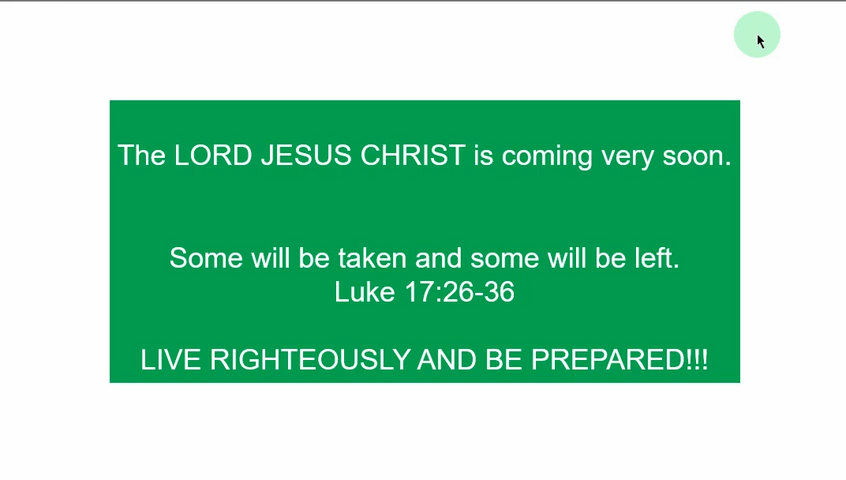 The LORD JESUS CHRIST is coming very soon.
Some will be taken and some will be left.
Luke 17:26-36
LIVE RIGHTEOUSLY AND BE PREPARED!!!